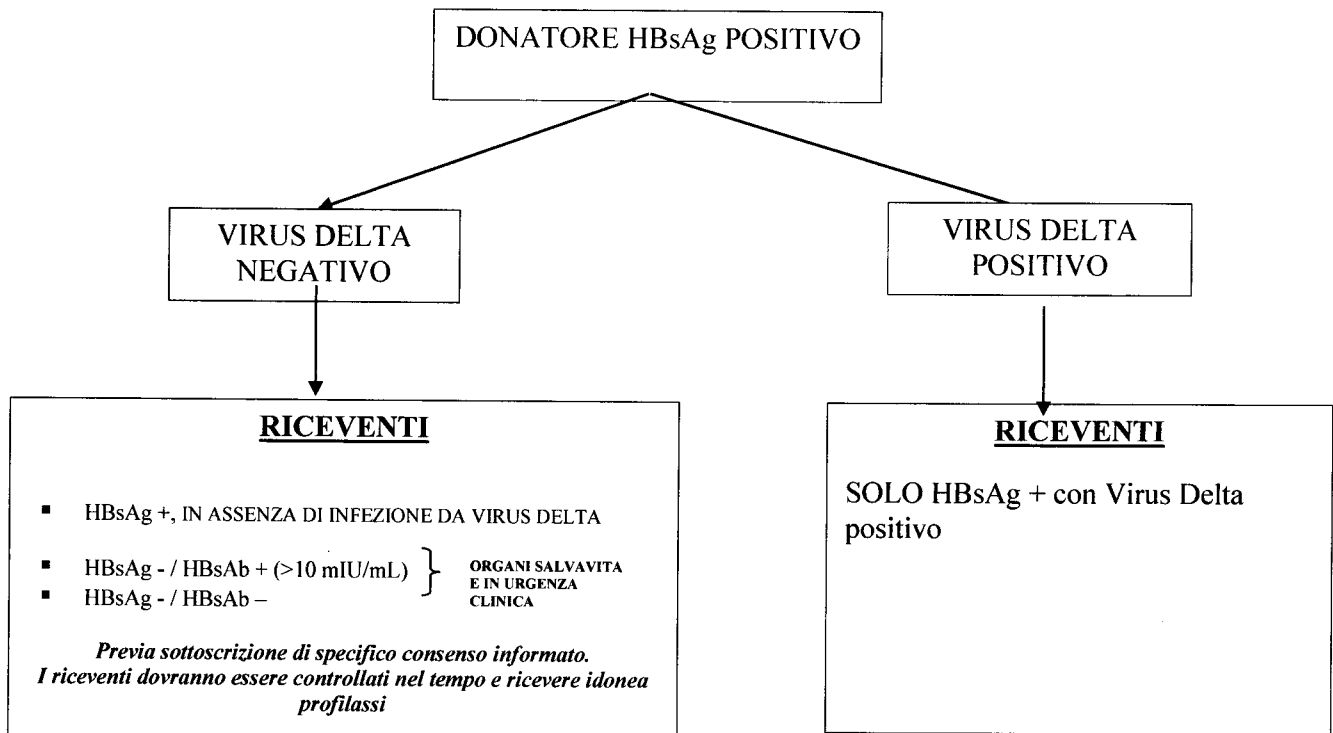 DONATORE HBsAg POSITIVO
VIRUS DELTA
NEGATIVO
VIRUS DELTA
POSITIVO
RICEVENTI
▪ HBsAg +, IN ASSENZA DI INFEZIONE DA VIRUS DELTA
▪ HBsAg - / HBsAb + (>10 mIU/mL)
▪ HBsAg - / HBsAb –
ORGANI SALVAVITA
E IN URGENZA
CLINICA
Previa sottoscrizione di specifico consenso informato.
I riceventi dovranno essere controllati nel tempo e ricevere idonea
profilassi
RICEVENTI
SOLO HBsAg + con Virus Delta
positivo